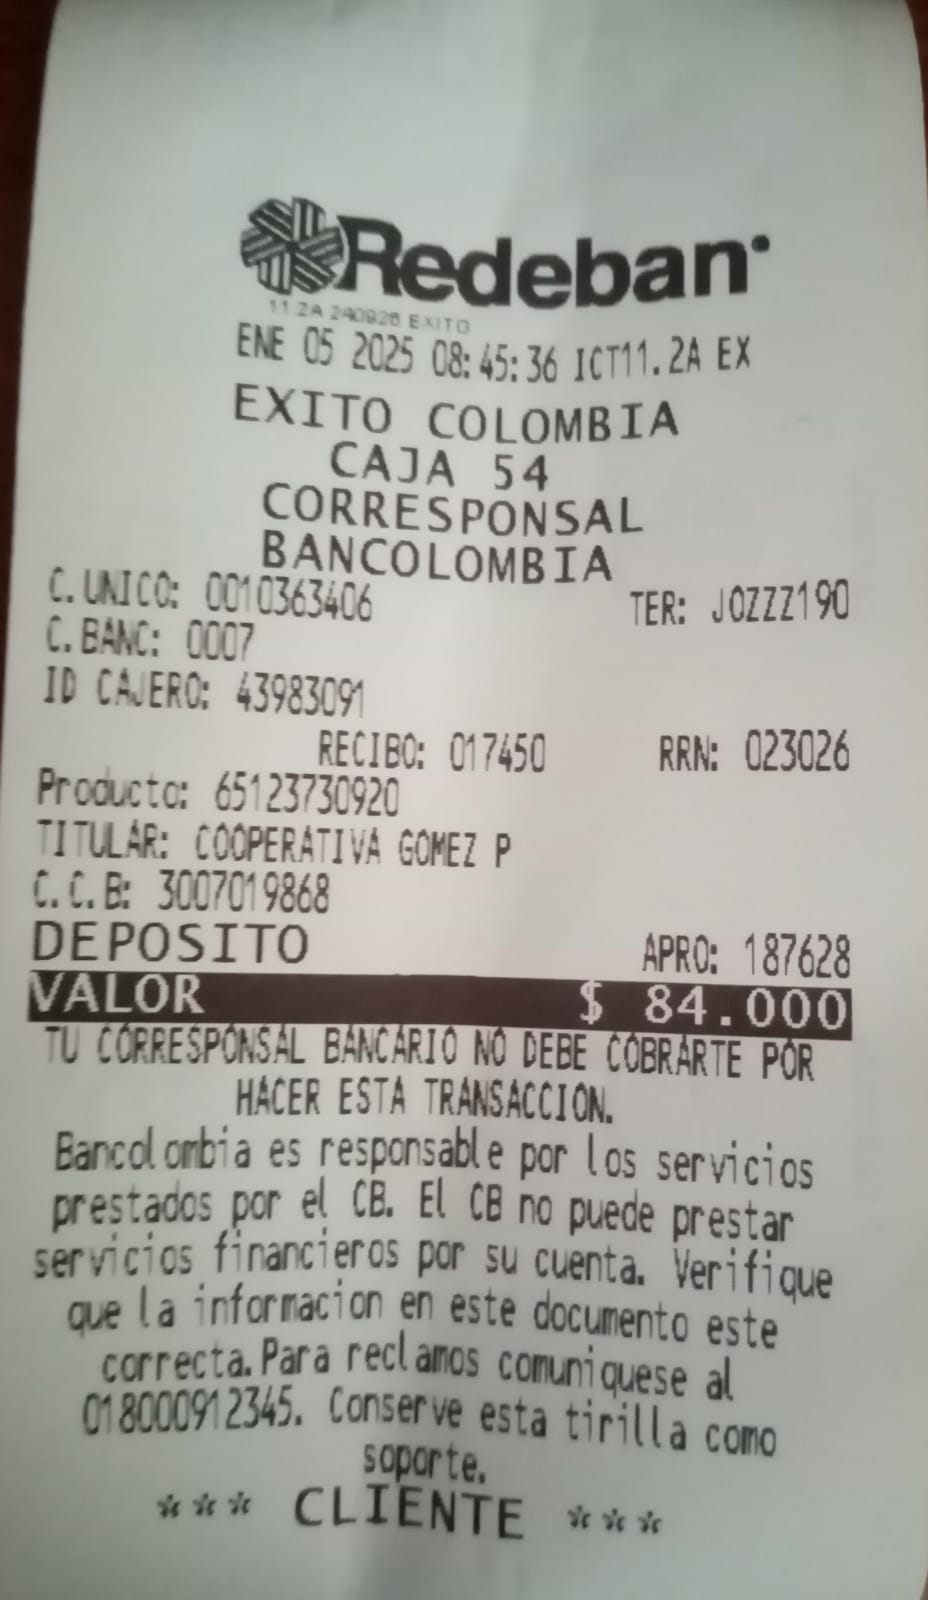 Redeban
11.2A 240926 EXITO
ENE 05 2025 08:45:36 ICT11.2A EX
EXITO COLOMBIA
CAJA 54
CORRESPONSAL
BANCOLOMBIA
C.UNICO: 0010363406 TER: JOZZZ190
C.BANC: 0007
ID CAJERO: 43983091
RECIBO: 017450 RRN: 023026
Producto: 65123730920
TITULAR: COOPERATIVA GOMEZ P
C.C.B: 3007019868
DEPOSITO APRO: 187628
VALOR $ 84.000
TU CORRESPONSAL BANCARIO NO DEBE COBRARTE POR
HACER ESTA TRANSACCION.
Bancolombia es responsable por los servicios
prestados por el CB. El CB no puede prestar
servicios financieros por su cuenta. Verifique
que la informacion en este documento este
correcta.Para reclamos comuniquese al
018000912345. Conserve esta tirilla como
soporte.
*** CLIENTE ***